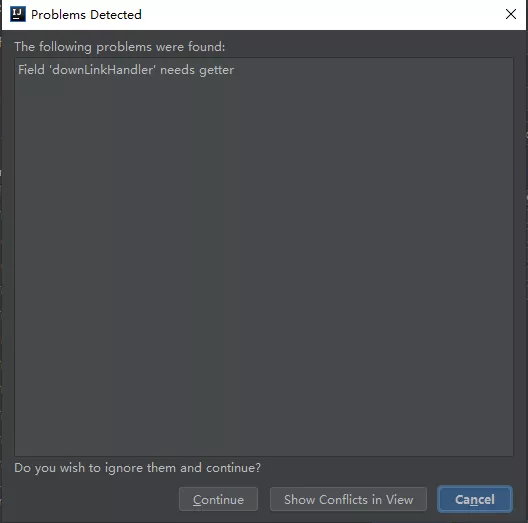 IJ
Problems Detected
The following problems were found:
Field 'downLinkHandler' needs getter
Do you wish to ignore them and continue?
Continue
Show Conflicts in View
Cancel